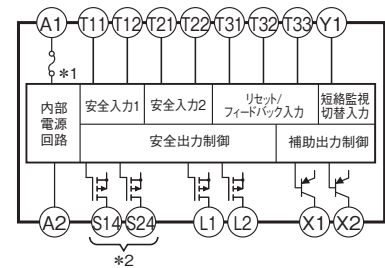 A1 T11 T12 T21 T22 T31 T32 T33 Y1
*1
内部
電源
回路
安全入力1
安全入力2
リセット/
フィードバック入力
短絡監視
切替入力
安全出力制御
補助出力制御
A2 S14 S24 L1 L2 X1 X2
*2